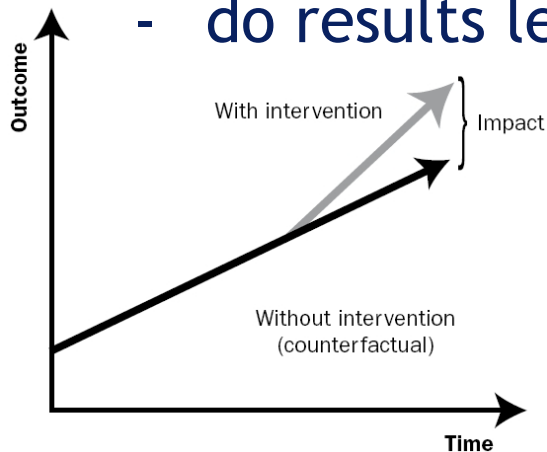 - do results le
Outcome
With intervention
Impact
Without intervention
(counterfactual)
Time